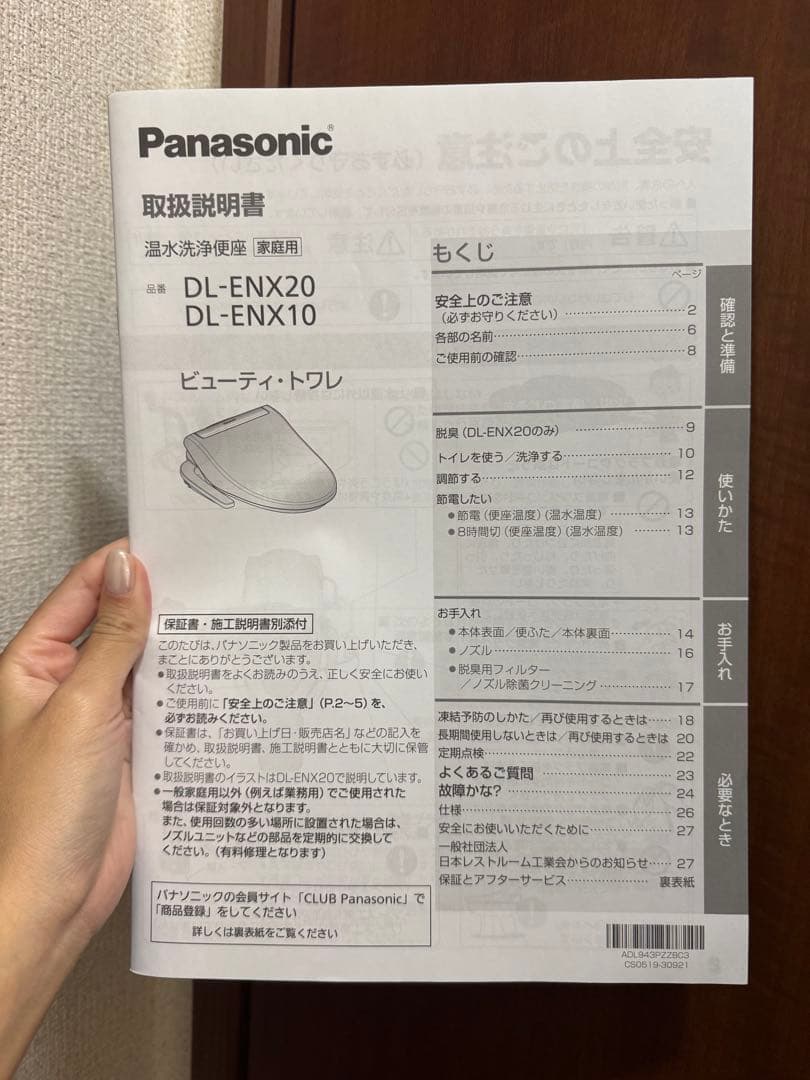 Panasonic®
取扱説明書
温水洗浄便座 家庭用
品番 DL-ENX20
DL-ENX10
ビューティ・トワレ
保証書・施工説明書別添付
このたびは、パナソニック製品をお買い上げいただき、
まことにありがとうございます。
●取扱説明書をよくお読みのうえ、正しく安全にお使い
ください。
●ご使用前に「安全上のご注意」(P.2〜5)を、
必ずお読みください。
●保証書は、「お買い上げ日・販売店名」などの記入を
確かめ、取扱説明書、施工説明書とともに大切に保管
してください。
●取扱説明書のイラストはDL-ENX20で説明しています。
●一般家庭用以外(例えば業務用)でご使用された
場合は保証対象外となります。
また、使用回数の多い場所に設置された場合は、
ノズルユニットなどの部品を定期的に交換して
ください。(有料修理となります)
パナソニックの会員サイト「CLUB Panasonic」で
「商品登録」をしてください
詳しくは裏表紙をご覧ください
もくじ
ページ
安全上のご注意
(必ずお守りください)……………………2
各部の名前……………………………………6
ご使用前の確認………………………………8
確認と準備
脱臭(DL-ENX20のみ)……………………9
トイレを使う/洗浄する……………………10
調節する………………………………………12
節電したい
●節電(便座温度)(温水温度)……………13
●8時間切(便座温度)(温水温度)………13
使いかた
お手入れ
●本体表面/便ふた/本体裏面……………14
●ノズル………………………………………16
●脱臭用フィルター
/ノズル除菌クリーニング………………17
お手入れ
凍結予防のしかた/再び使用するときは……18
長期間使用しないときは/再び使用するときは 20
定期点検………………………………………22
よくあるご質問………………………………23
故障かな?……………………………………24
仕様……………………………………………26
安全にお使いいただくために………………27
一般社団法人
日本レストルーム工業会からのお知らせ……27
保証とアフターサービス……………… 裏表紙
必要なとき
ADL943PZZBC3
CS0519-30921